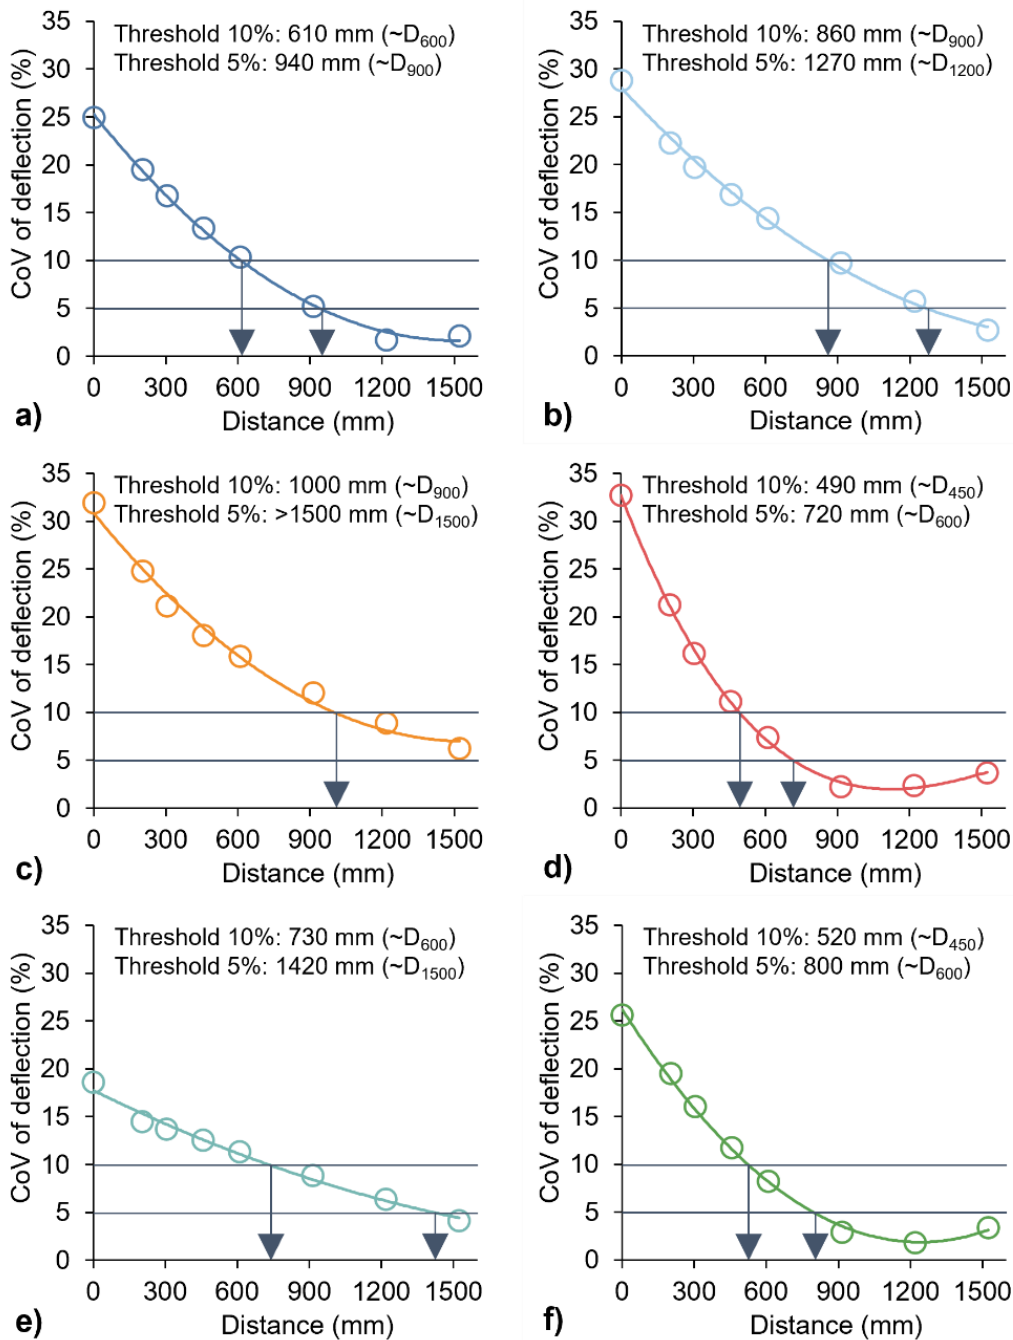 Threshold 10%: 610 mm (~D600)
Threshold 5%: 940 mm (~D900)
CoV of deflection (%)
35
30
25
20
15
10
5
0
0 300 600 900 1200 1500
Distance (mm)
a)
Threshold 10%: 860 mm (~D900)
Threshold 5%: 1270 mm (~D1200)
CoV of deflection (%)
35
30
25
20
15
10
5
0
0 300 600 900 1200 1500
Distance (mm)
b)
Threshold 10%: 1000 mm (~D900)
Threshold 5%: >1500 mm (~D1500)
CoV of deflection (%)
35
30
25
20
15
10
5
0
0 300 600 900 1200 1500
Distance (mm)
c)
Threshold 10%: 490 mm (~D450)
Threshold 5%: 720 mm (~D600)
CoV of deflection (%)
35
30
25
20
15
10
5
0
0 300 600 900 1200 1500
Distance (mm)
d)
Threshold 10%: 730 mm (~D600)
Threshold 5%: 1420 mm (~D1500)
CoV of deflection (%)
35
30
25
20
15
10
5
0
0 300 600 900 1200 1500
Distance (mm)
e)
Threshold 10%: 520 mm (~D450)
Threshold 5%: 800 mm (~D600)
CoV of deflection (%)
35
30
25
20
15
10
5
0
0 300 600 900 1200 1500
Distance (mm)
f)